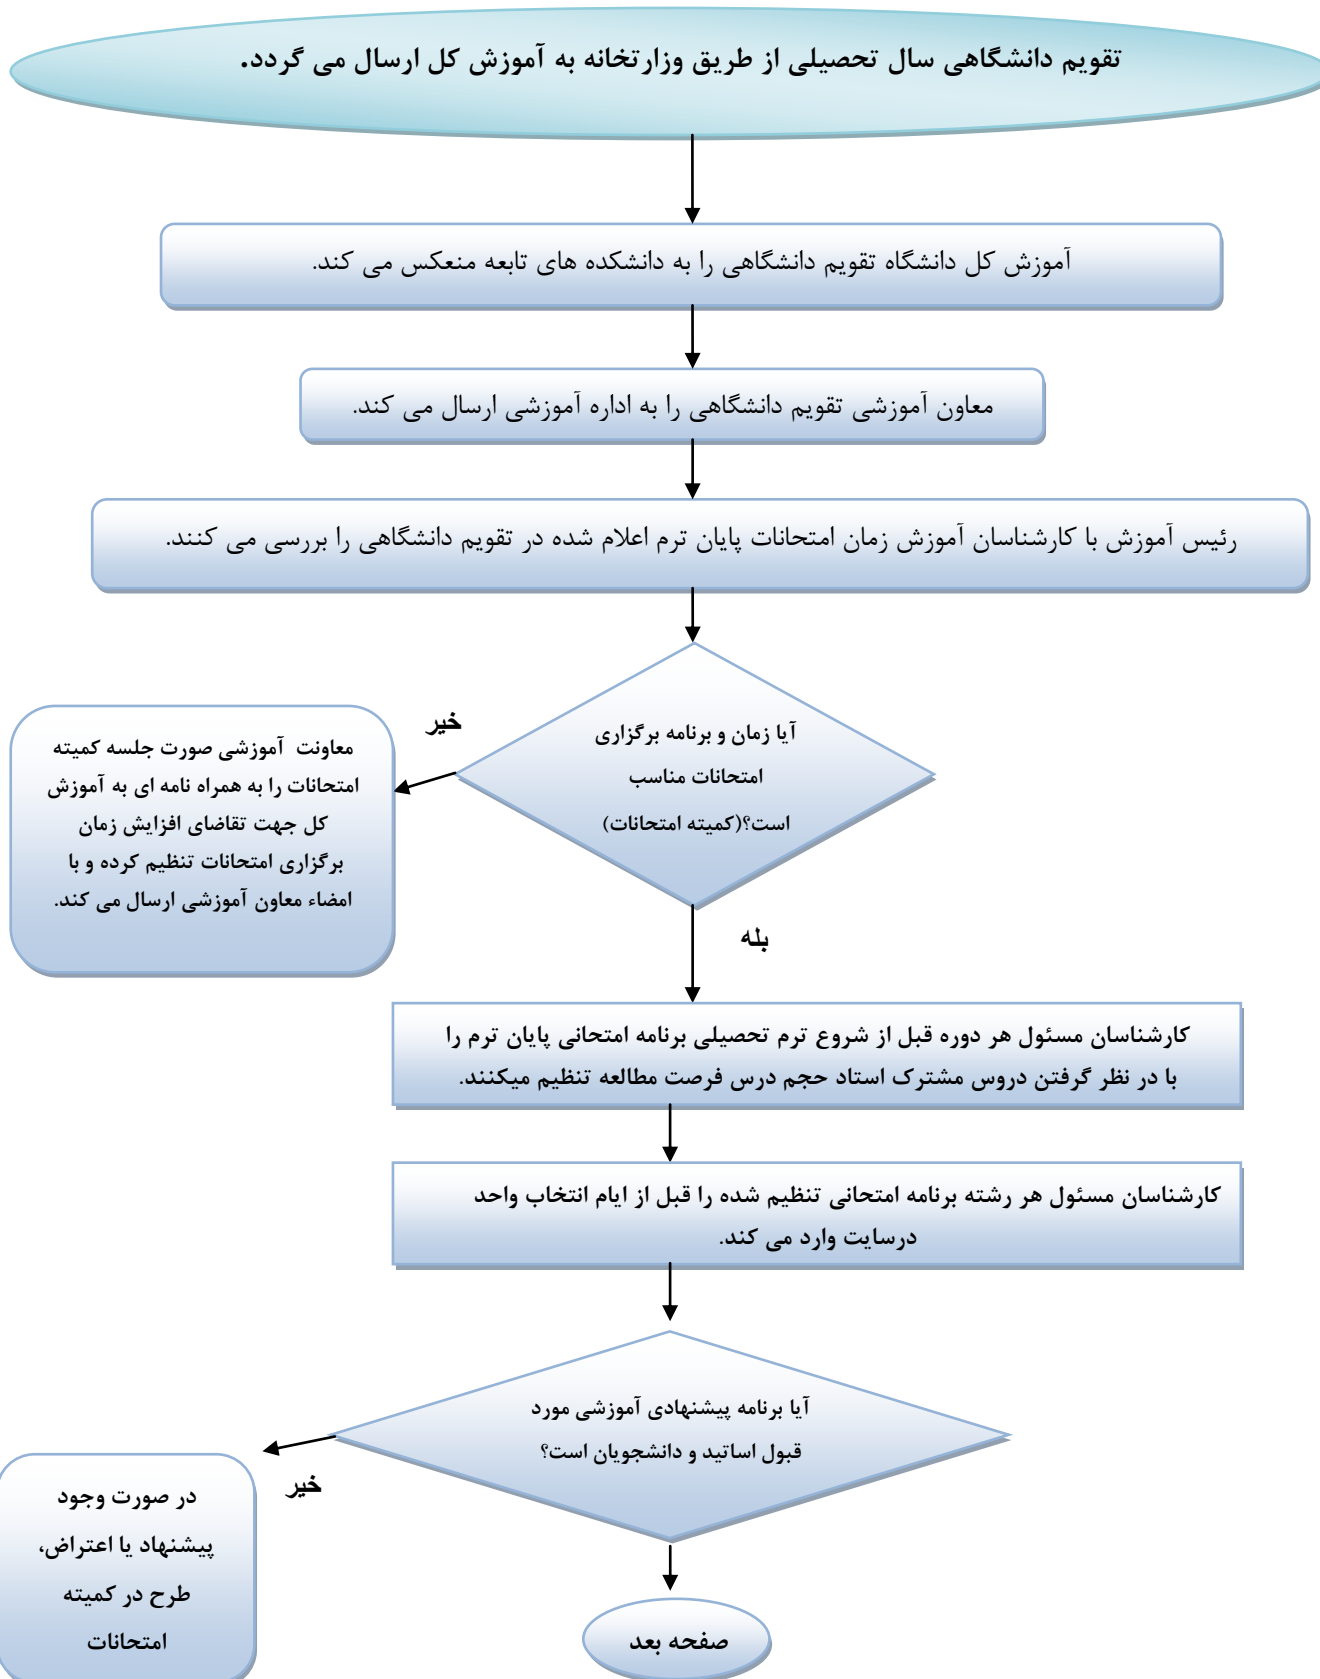 تقویم دانشگاهی سال تحصیلی از طریق وزارتخانه به آموزش کل ارسال می گردد.
آموزش کل دانشگاه تقویم دانشگاهی را به دانشکده های تابعه منعکس می کند.
معاون آموزشی تقویم دانشگاهی را به اداره آموزشی ارسال می کند.
رئیس آموزش با کارشناسان آموزش زمان امتحانات پایان ترم اعلام شده در تقویم دانشگاهی را بررسی می کنند.
آیا زمان و برنامه برگزاری
امتحانات مناسب
است؟(کمیته امتحانات)
خیر
معاونت آموزشی صورت جلسه کمیته
امتحانات را به همراه نامه ای به آموزش
کل جهت تقاضای افزایش زمان
برگزاری امتحانات تنظیم کرده و با
امضاء معاون آموزشی ارسال می کند.
بله
کارشناسان مسئول هر دوره قبل از شروع ترم تحصیلی برنامه امتحانی پایان ترم را
با در نظر گرفتن دروس مشترک استاد حجم درس فرصت مطالعه تنظیم میکنند.
کارشناسان مسئول هر رشته برنامه امتحانی تنظیم شده را قبل از ایام انتخاب واحد
درسایت وارد می کند.
آیا برنامه پیشنهادی آموزشی مورد
قبول اساتید و دانشجویان است؟
خیر
در صورت وجود
پیشنهاد یا اعتراض،
طرح در کمیته
امتحانات
صفحه بعد